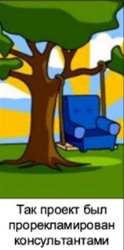 Так проект был
прорекламирован
консультантами